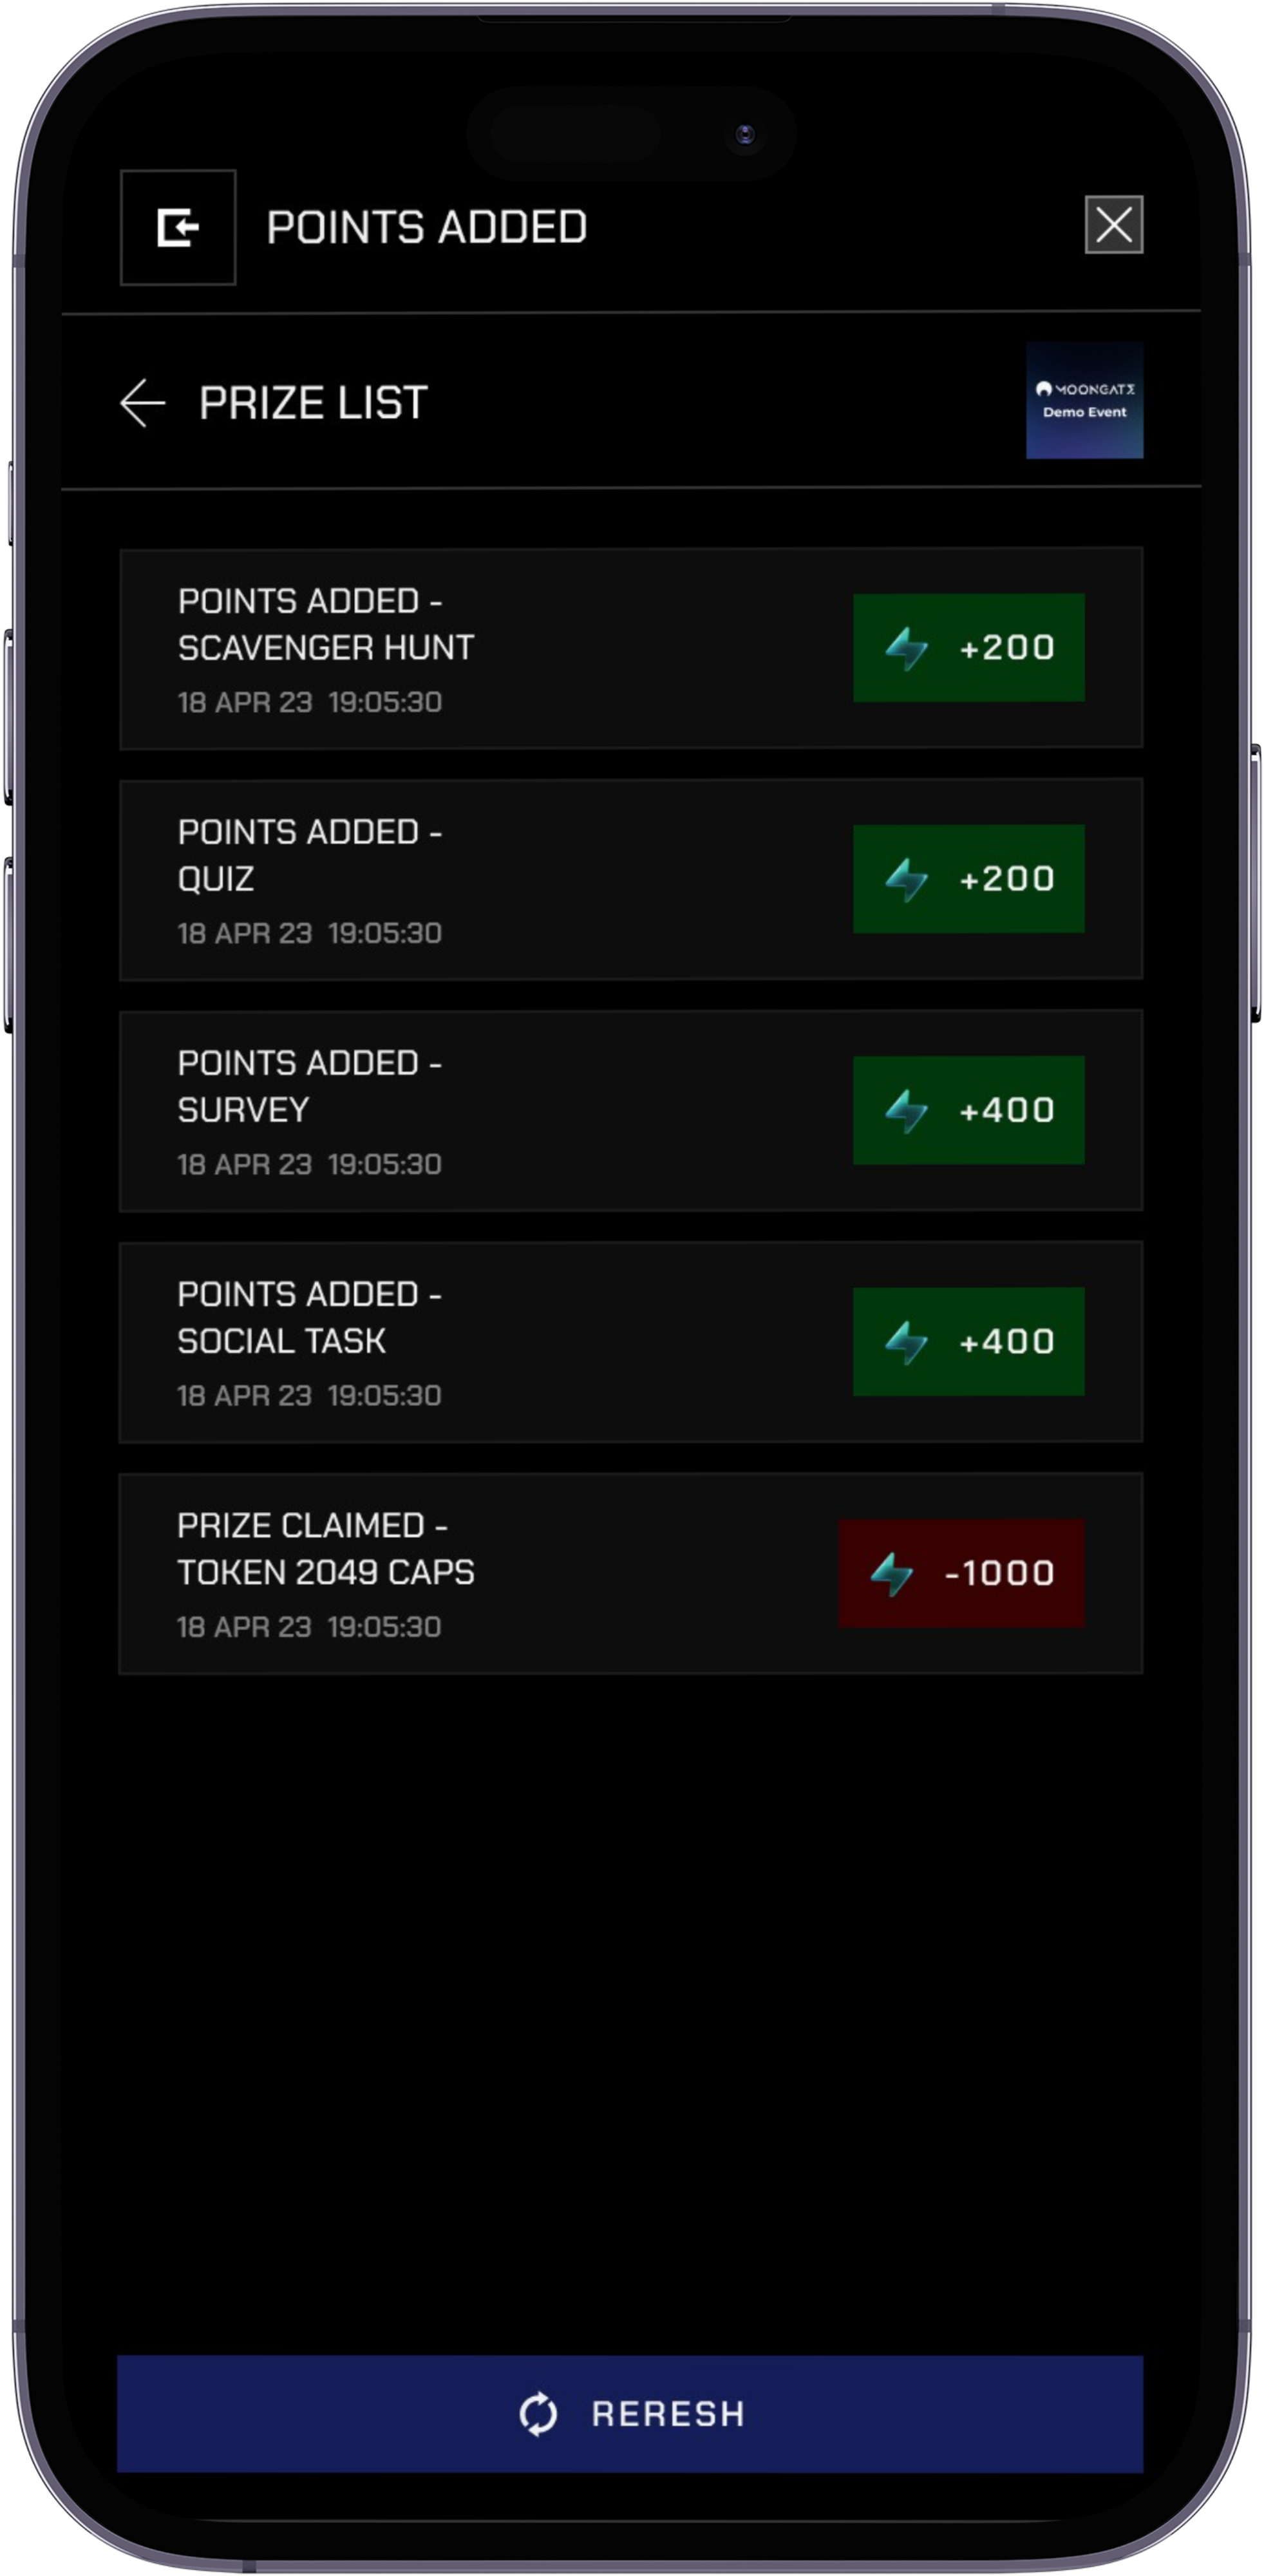 POINTS ADDED
PRIZE LIST
MOONGATΣ
Demo Event
POINTS ADDED -
SCAVENGER HUNT
18 APR 23 19:05:30
+200
POINTS ADDED -
QUIZ
18 APR 23 19:05:30
+200
POINTS ADDED -
SURVEY
18 APR 23 19:05:30
+400
POINTS ADDED -
SOCIAL TASK
18 APR 23 19:05:30
+400
PRIZE CLAIMED -
TOKEN 2049 CAPS
18 APR 23 19:05:30
-1000
RERESH